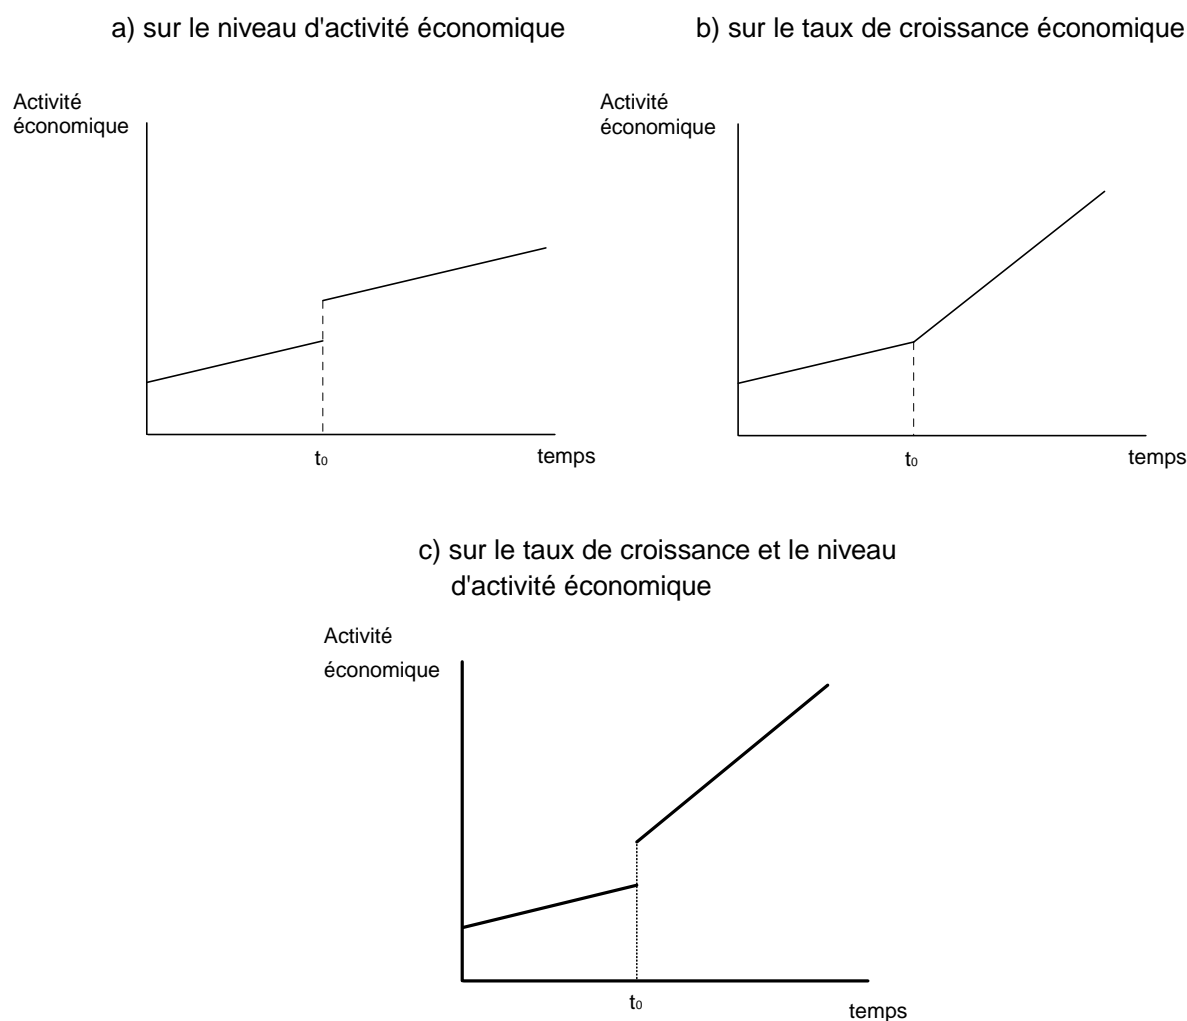 a) sur le niveau d'activité économique
b) sur le taux de croissance économique
Activité
économique
t0
temps
Activité
économique
t0
temps
c) sur le taux de croissance et le niveau
d'activité économique
Activité
économique
t0
temps